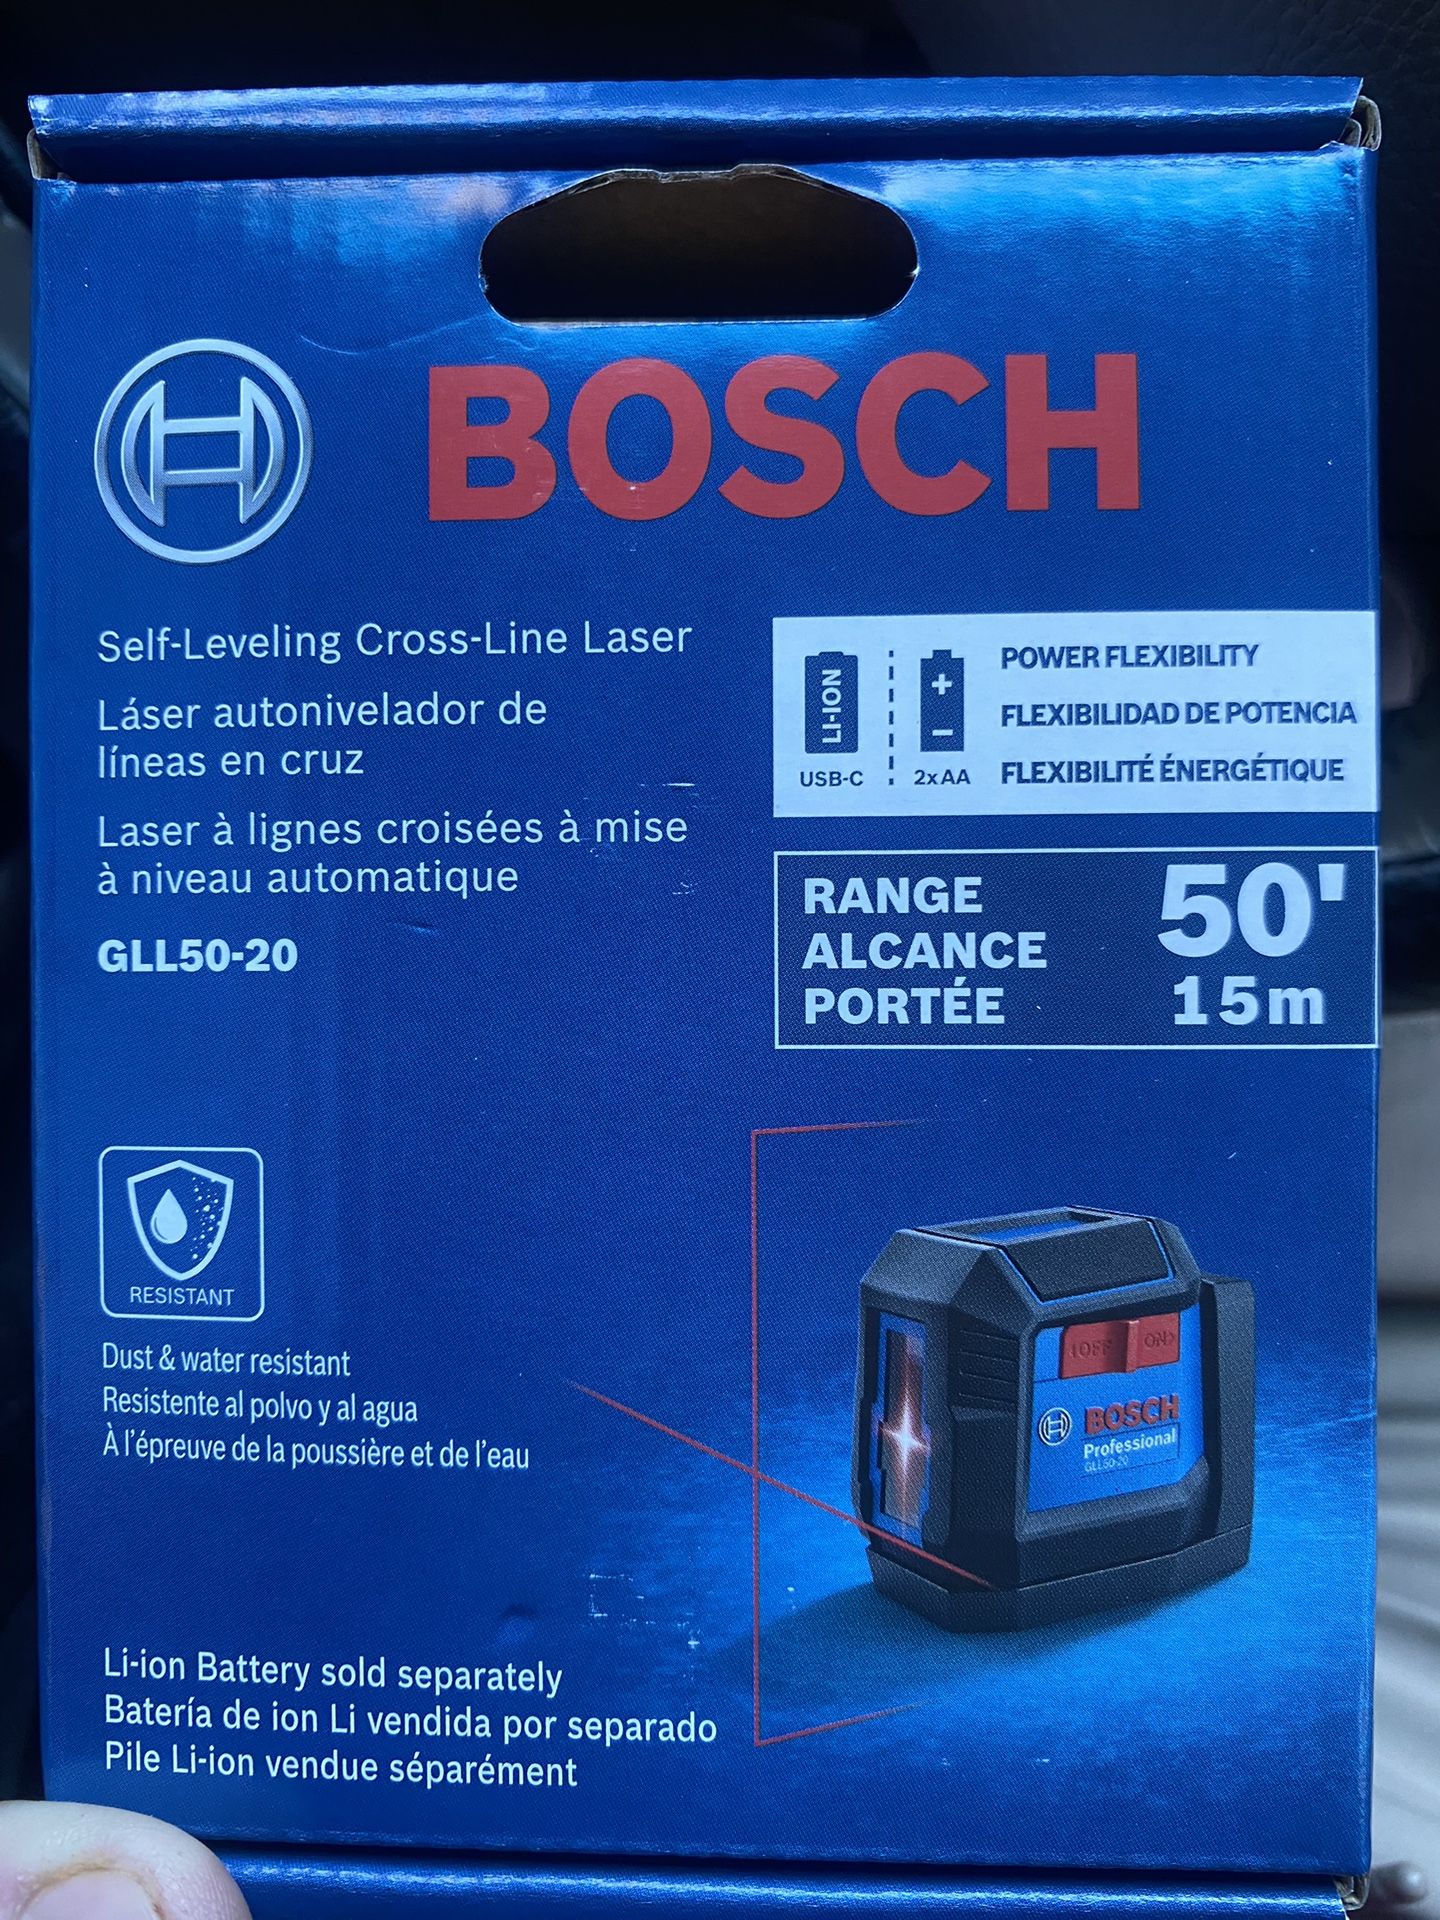 BOSCH
Self-Leveling Cross-Line Laser
Láser autonivelador de
líneas en cruz
Laser à lignes croisées à mise
à niveau automatique
GLL50-20
LI-ION
USB-C
+
−
2xAA
POWER FLEXIBILITY
FLEXIBILIDAD DE POTENCIA
FLEXIBILITÉ ÉNERGÉTIQUE
RANGE
ALCANCE
PORTÉE
50'
15m
RESISTANT
Dust & water resistant
Resistente al polvo y al agua
À l'épreuve de la poussière et de l'eau
OFF ON
BOSCH
Professional
GLL50-20
Li-ion Battery sold separately
Batería de ion Li vendida por separado
Pile Li-ion vendue séparément